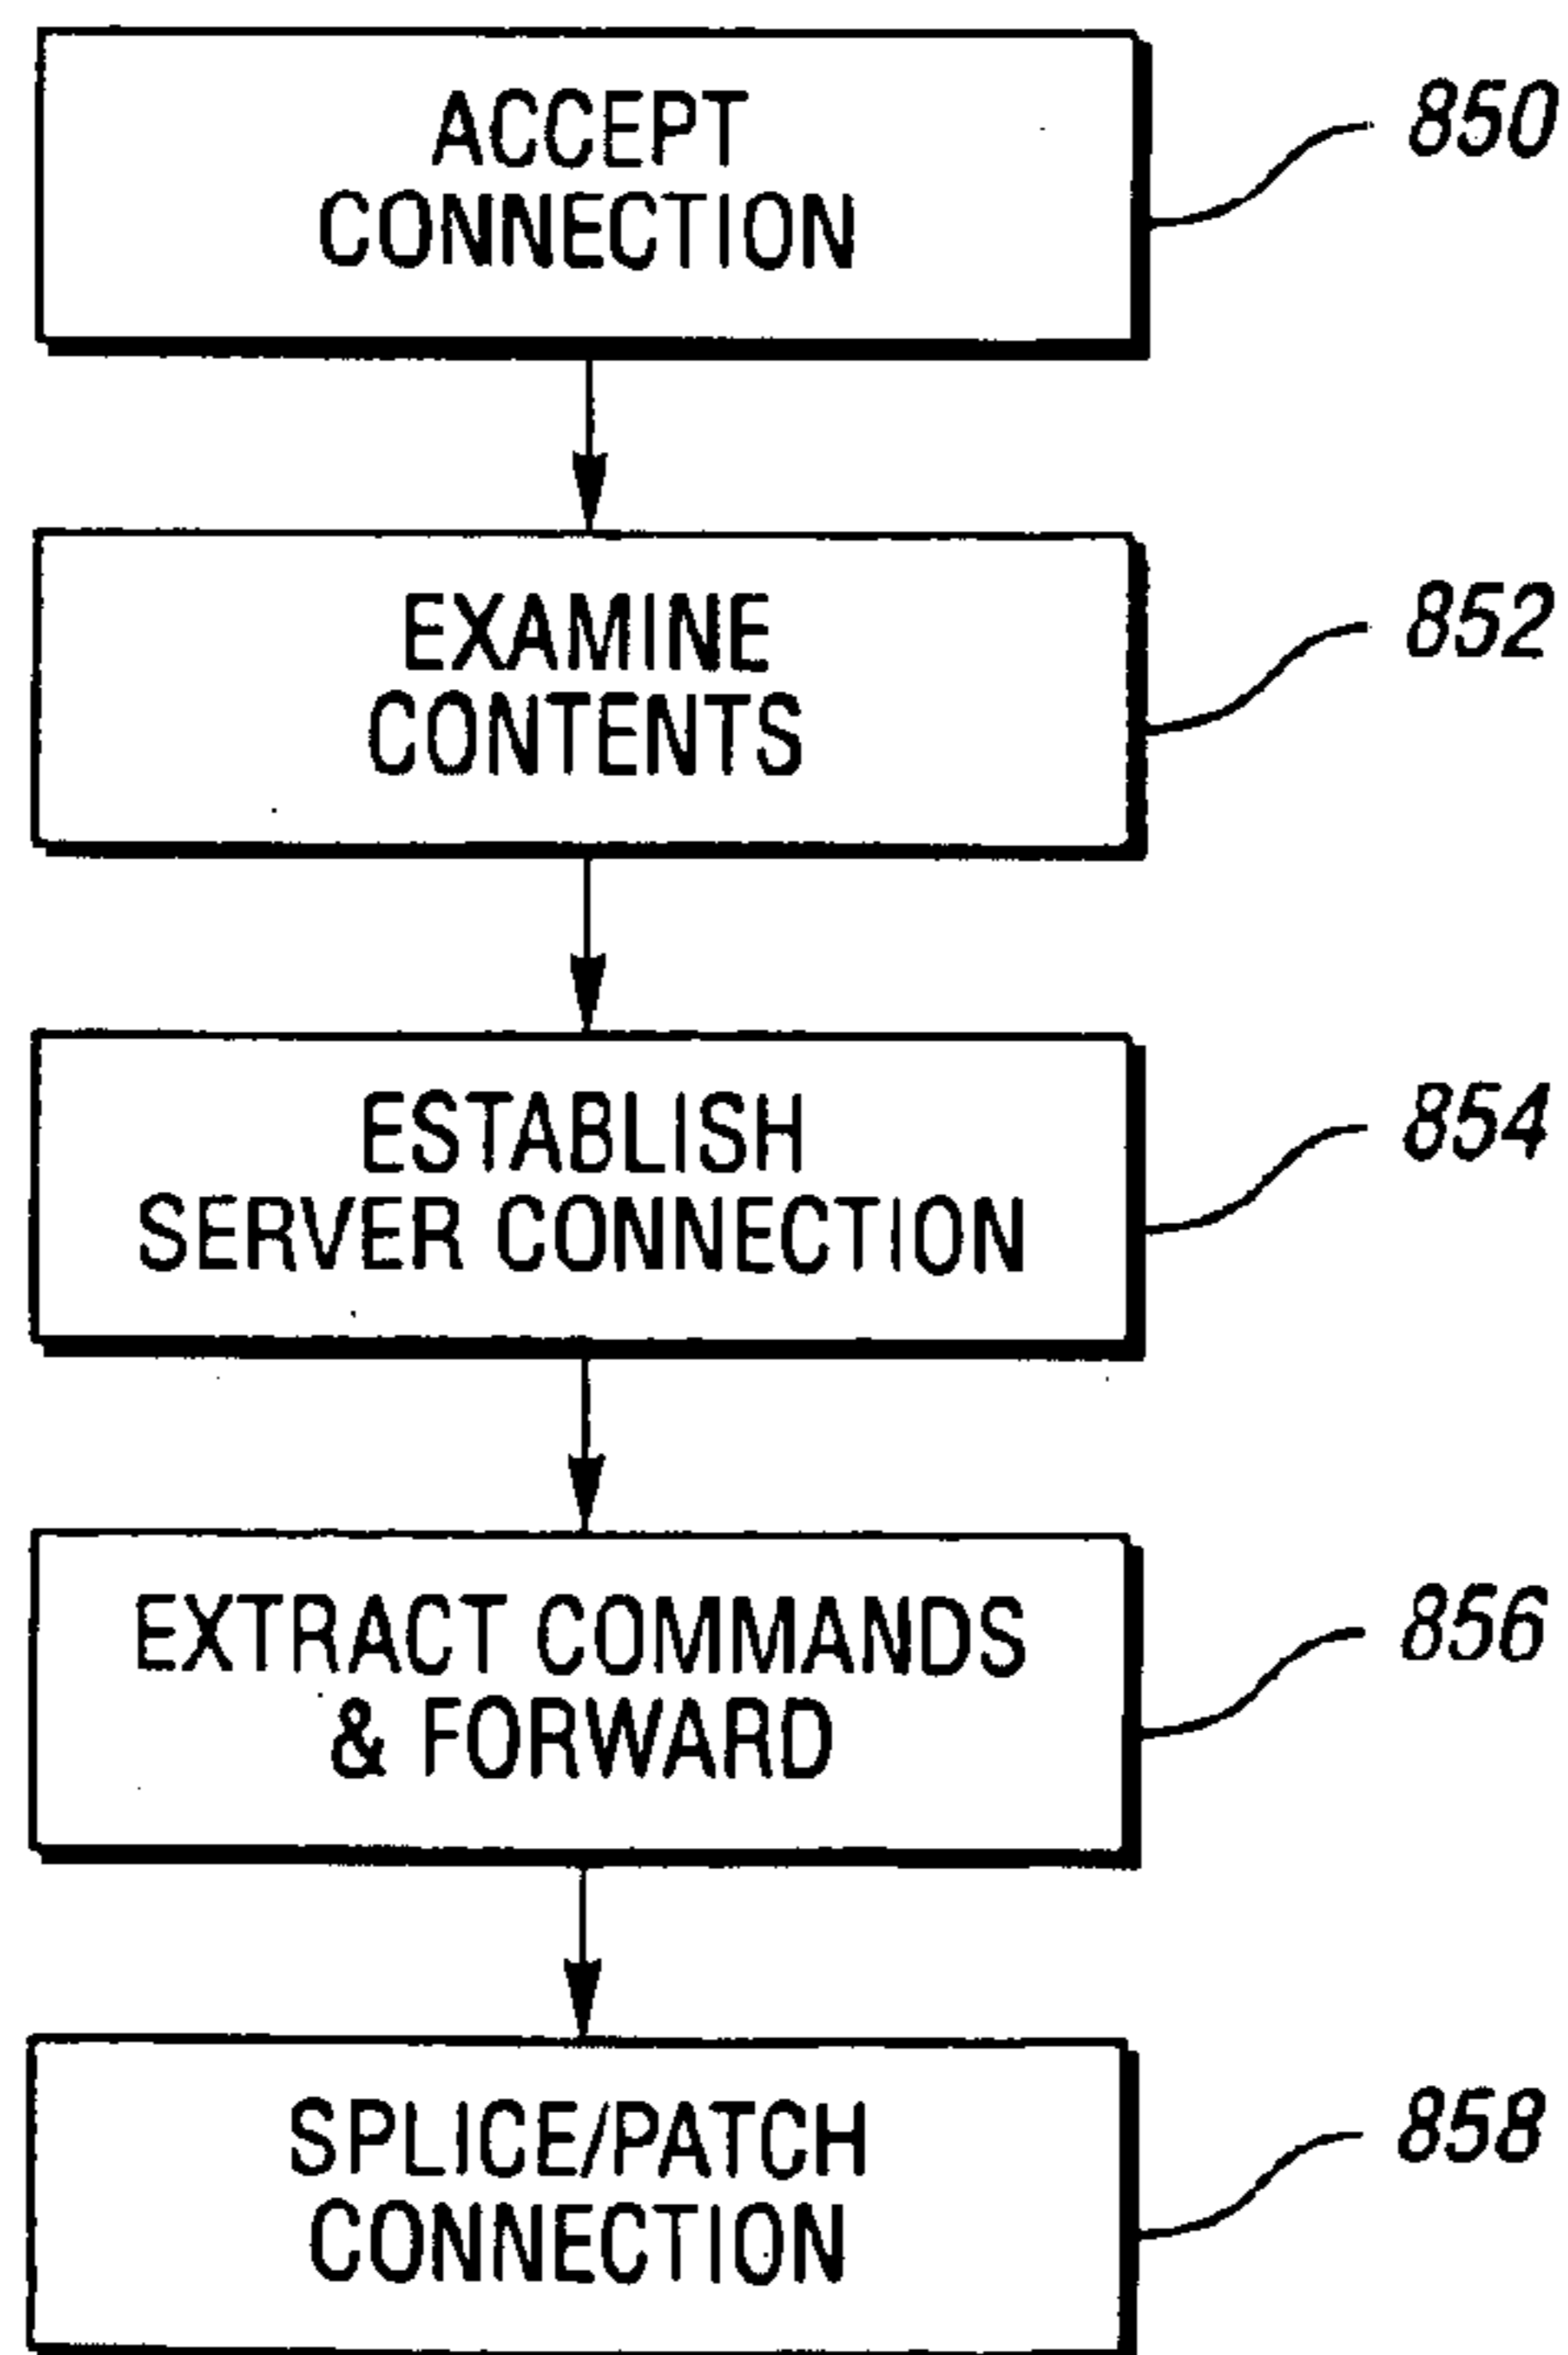 ACCEPT
CONNECTION
850
EXAMINE
CONTENTS
852
ESTABLISH
SERVER CONNECTION
854
EXTRACT COMMANDS
& FORWARD
856
SPLICE/PATCH
CONNECTION
858